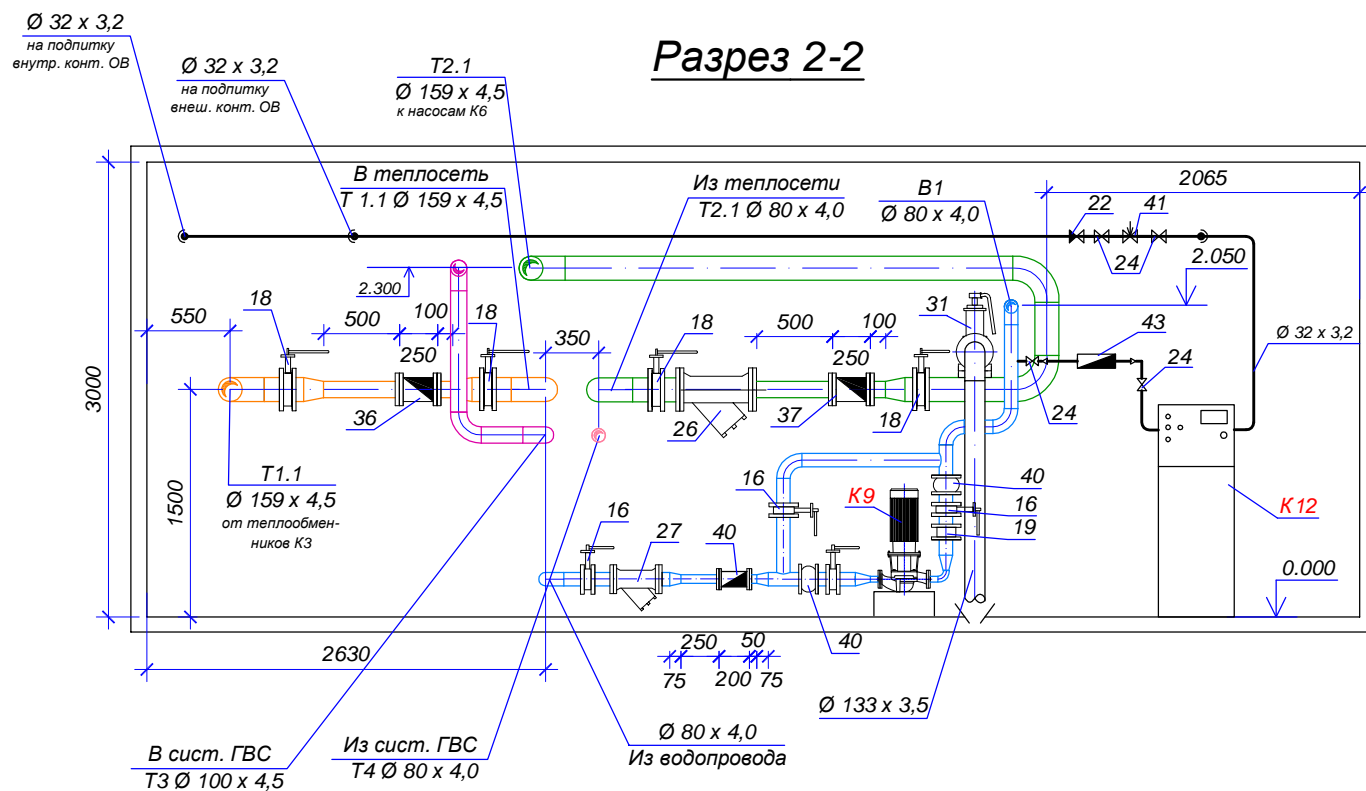 Разрез 2-2
Ø 32 x 3,2
на подпитку
внутр. конт. ОВ
Ø 32 x 3,2
на подпитку
внеш. конт. ОВ
Т2.1
Ø 159 x 4,5
к насосам К6
В теплосеть
Т 1.1 Ø 159 x 4,5
Из теплосети
Т2.1 Ø 80 x 4,0
В1
Ø 80 x 4,0
2065
22
41
24
2.050
2.300
550
18
500
100
250
18
350
18
500
100
250
31
43
24
Ø 32 x 3,2
3000
1500
36
26
37
18
24
Т1.1
Ø 159 x 4,5
от теплообмен-
ников К3
16
К9
40
16
19
К12
16
27
40
0.000
2630
250
50
75
200
75
40
Ø 133 x 3,5
В сист. ГВС
Т3 Ø 100 x 4,5
Из сист. ГВС
Т4 Ø 80 x 4,0
Ø 80 x 4,0
Из водопровода